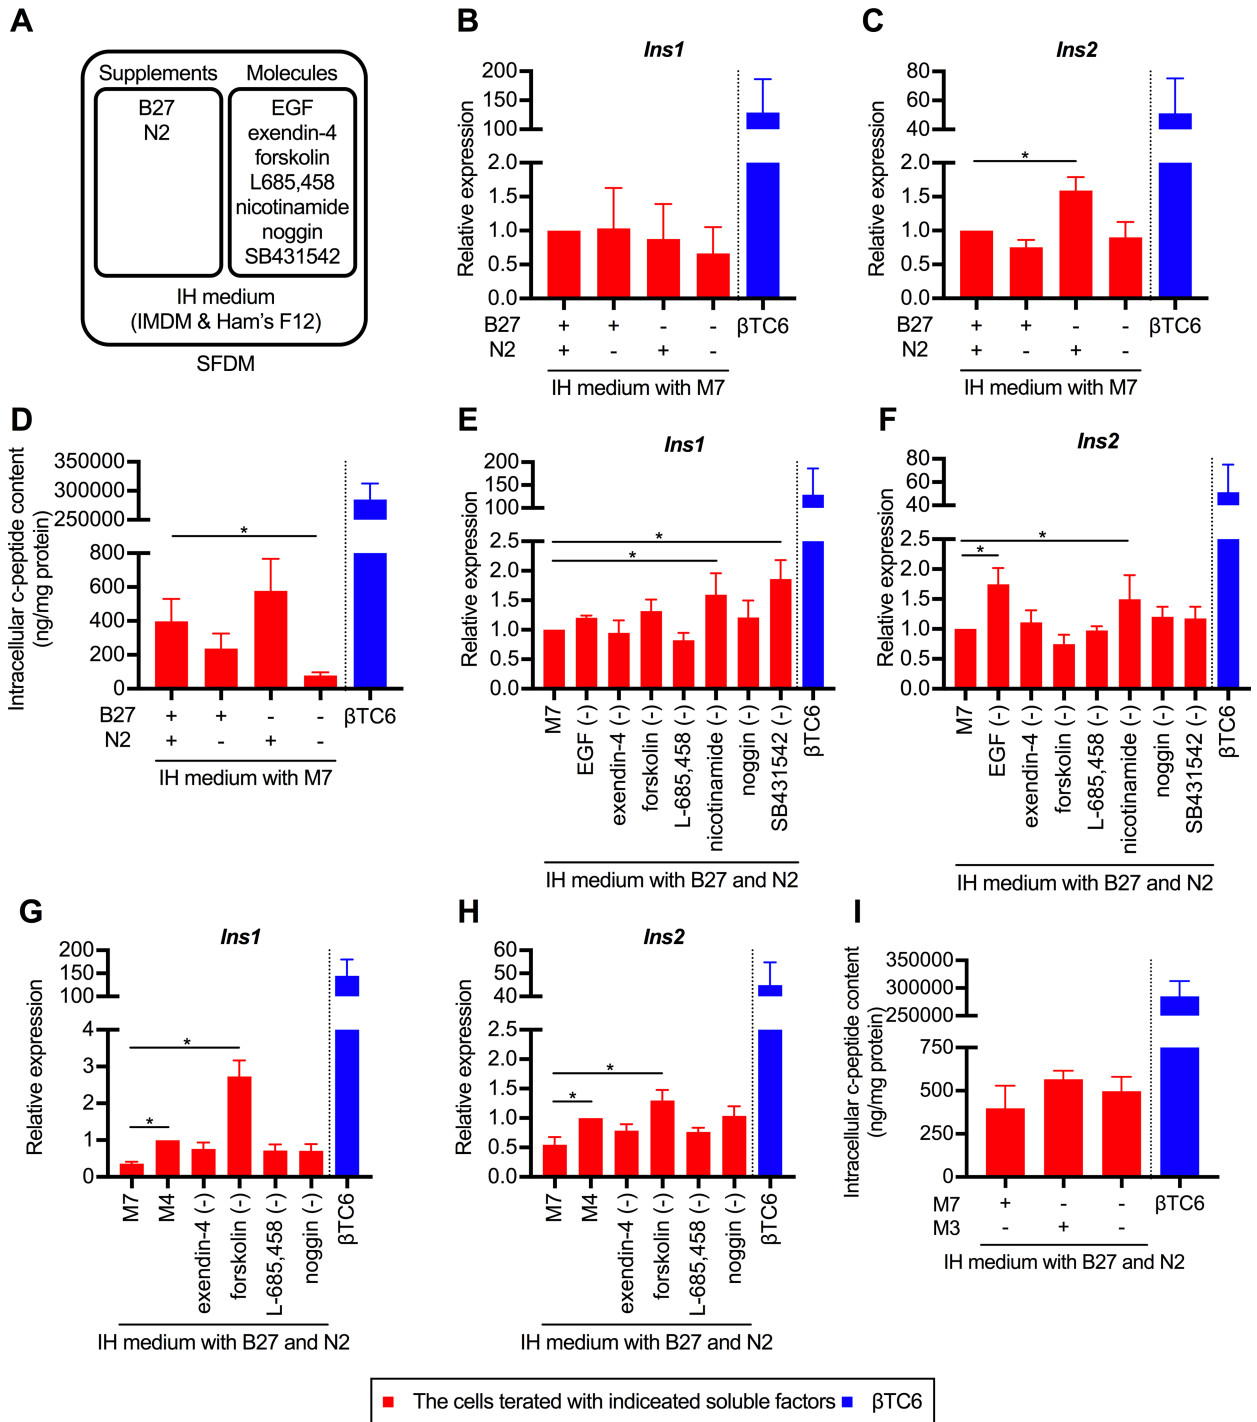 A
Supplements
Molecules
B27
N2
EGF
exendin-4
forskolin
L685,458
nicotinamide
noggin
SB431542
IH medium
(IMDM & Ham's F12)
SFDM
B
Ins1
Relative expression
200
150
100
2.0
1.5
1.0
0.5
0.0
B27 + + - - βTC6
N2 + - + -
IH medium with M7
C
Ins2
Relative expression
80
60
40
2.0
1.5
1.0
0.5
0.0
*
B27 + + - - βTC6
N2 + - + -
IH medium with M7
D
Intracellular c-peptide content
(ng/mg protein)
350000
300000
250000
800
600
400
200
0
*
B27 + + - - βTC6
N2 + - + -
IH medium with M7
E
Ins1
Relative expression
200
150
100
2.5
2.0
1.5
1.0
0.5
0.0
*
*
M7
EGF (-)
exendin-4 (-)
forskolin (-)
L-685,458 (-)
nicotinamide (-)
noggin (-)
SB431542 (-)
βTC6
IH medium with B27 and N2
F
Ins2
Relative expression
80
60
40
2.5
2.0
1.5
1.0
0.5
0.0
*
*
M7
EGF (-)
exendin-4 (-)
forskolin (-)
L-685,458 (-)
nicotinamide (-)
noggin (-)
SB431542 (-)
βTC6
IH medium with B27 and N2
G
Ins1
Relative expression
200
150
100
4
3
2
1
0
*
*
M7
M4
exendin-4 (-)
forskolin (-)
L-685,458 (-)
noggin (-)
βTC6
IH medium with B27 and N2
H
Ins2
Relative expression
60
50
40
2.5
2.0
1.5
1.0
0.5
0.0
*
*
M7
M4
exendin-4 (-)
forskolin (-)
L-685,458 (-)
noggin (-)
βTC6
IH medium with B27 and N2
I
Intracellular c-peptide content
(ng/mg protein)
350000
300000
250000
750
500
250
0
M7 + - - βTC6
M3 - + -
IH medium with B27 and N2
The cells terated with indiceated soluble factors
βTC6